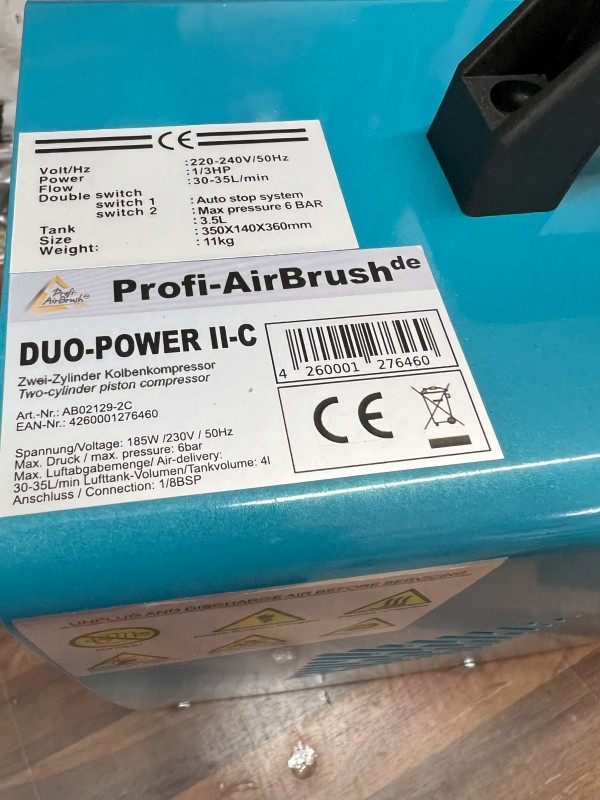 CE
Volt/Hz :220-240V/50Hz
Power :1/3HP
Flow :30-35L/min
Double switch
switch 1 :Auto stop system
switch 2 :Max pressure 6 BAR
Tank :3.5L
Size :350X140X360mm
Weight: :11kg
Profi-AirBrush
Profi-AirBrush.de
DUO-POWER II-C
Zwei-Zylinder Kolbenkompressor
Two-cylinder piston compressor
Art.-Nr.: AB02129-2C
EAN-Nr.: 4260001276460
Spannung/Voltage: 185W /230V / 50Hz
Max. Druck / max. pressure: 6bar
Max. Luftabgabemenge/ Air-delivery:
30-35L/min Lufttank-Volumen/Tankvolume: 4l
Anschluss / Connection: 1/8BSP
4 260001 276460
CE
UNPLUG AND DISCHARGE AIR BEFORE SERVICING